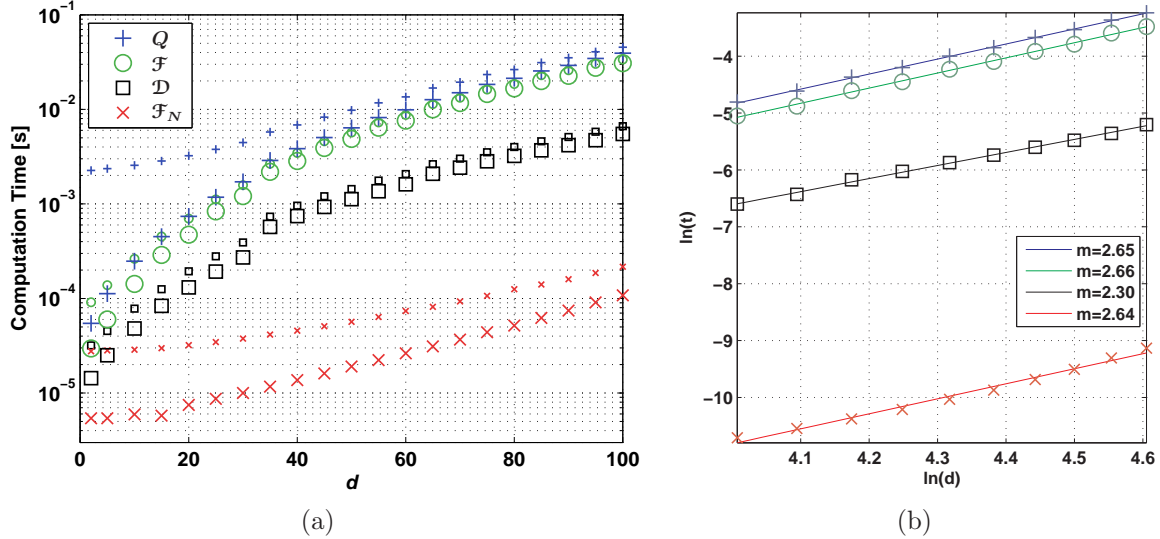 10⁻¹
10⁻²
10⁻³
10⁻⁴
10⁻⁵
Computation Time [s]
Q
ℱ
𝒟
ℱ_N
0 20 40 60 80 100
d
(a)
−4
−5
−6
−7
−9
−10
ln(t)
m=2.65
m=2.66
m=2.30
m=2.64
4.1 4.2 4.3 4.4 4.5 4.6
ln(d)
(b)